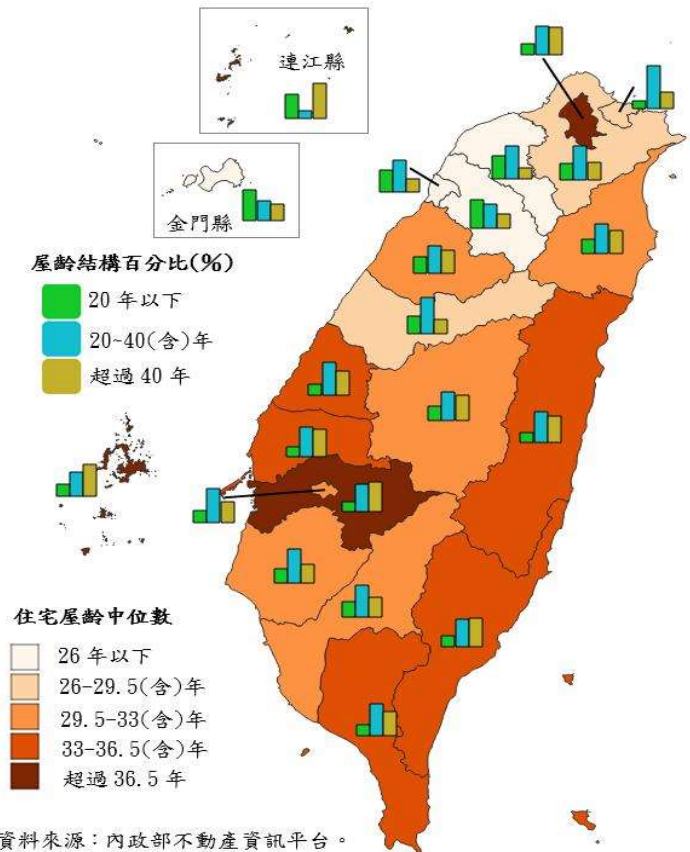 連江縣
金門縣
屋齡結構百分比(%)
20 年以下
20~40(含)年
超過 40 年
住宅屋齡中位數
26 年以下
26-29.5(含)年
29.5-33(含)年
33-36.5(含)年
超過 36.5 年
資料來源：內政部不動產資訊平台。